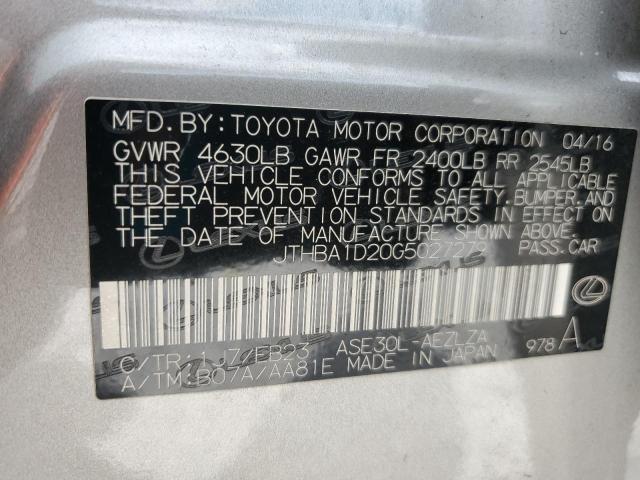 MFD.BY:TOYOTA MOTOR CORPORATION 04/16
GVWR 4630LB GAWR FR 2400LB RR 2545LB
THIS VEHICLE CONFORMS TO ALL APPLICABLE
FEDERAL MOTOR VEHICLE SAFETY,BUMPER,AND
THEFT PREVENTION STANDARDS IN EFFECT ON
THE DATE OF MANUFACTURE SHOWN ABOVE.
JTHBA1D20G5027279 PASS.CAR
C/TR: 1J7/EB23 ASE30L-AEZLZA
A/TM:B07A/AA81E MADE IN JAPAN 978 A